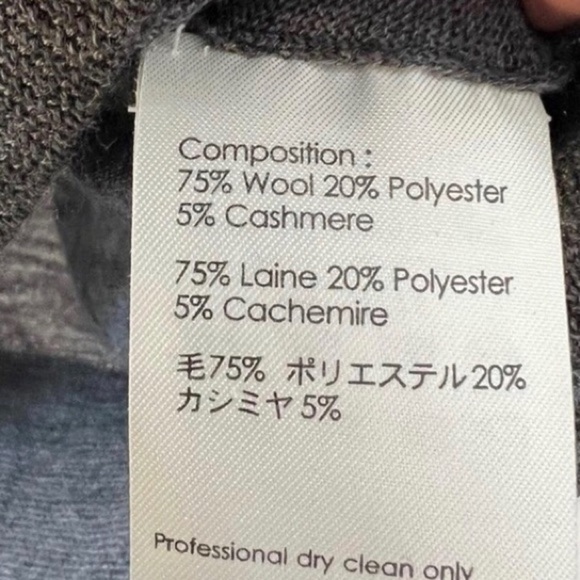 Composition :
75% Wool 20% Polyester
5% Cashmere
75% Laine 20% Polyester
5% Cachemire
毛75% ポリエステル20%
カシミヤ5%
Professional dry clean only